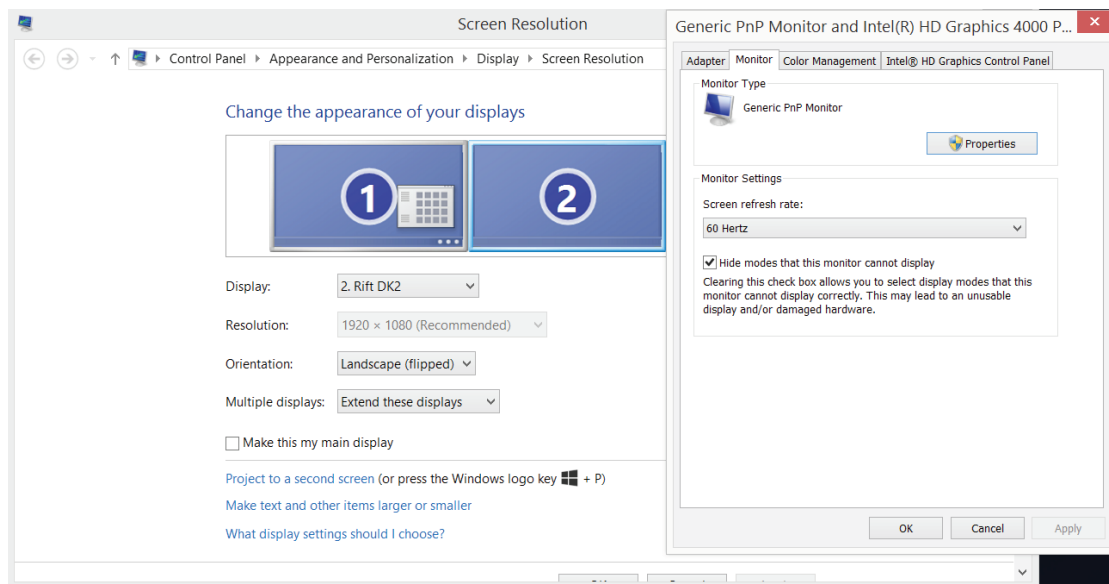 Screen Resolution
Control Panel Appearance and Personalization Display Screen Resolution
Change the appearance of your displays
1
2
Display: 2. Rift DK2
Resolution: 1920 × 1080 (Recommended)
Orientation: Landscape (flipped)
Multiple displays: Extend these displays
Make this my main display
Project to a second screen (or press the Windows logo key + P)
Make text and other items larger or smaller
What display settings should I choose?
Generic PnP Monitor and Intel(R) HD Graphics 4000 P...
Adapter Monitor Color Management Intel® HD Graphics Control Panel
Monitor Type
Generic PnP Monitor
Properties
Monitor Settings
Screen refresh rate:
60 Hertz
Hide modes that this monitor cannot display
Clearing this check box allows you to select display modes that this
monitor cannot display correctly. This may lead to an unusable
display and/or damaged hardware.
OK Cancel Apply